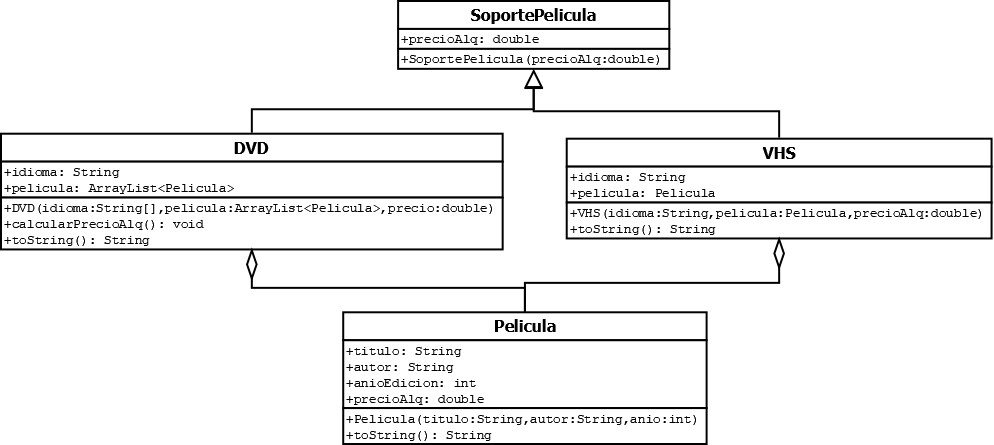 SoportePelicula
+precioAlq: double
+SoportePelicula(precioAlq:double)
DVD
+idioma: String
+pelicula: ArrayList<Pelicula>
+DVD(idioma:String[],pelicula:ArrayList<Pelicula>,precio:double)
+calcularPrecioAlq(): void
+toString(): String
VHS
+idioma: String
+pelicula: Pelicula
+VHS(idioma:String,pelicula:Pelicula,precioAlq:double)
+toString(): String
Pelicula
+titulo: String
+autor: String
+anioEdicion: int
+precioAlq: double
+Pelicula(titulo:String,autor:String,anio:int)
+toString(): String